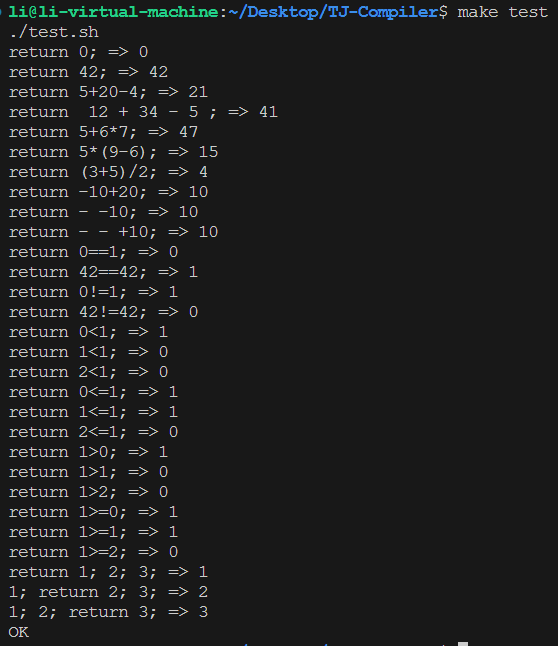 li@li-virtual-machine:~/Desktop/TJ-Compiler$ make test
./test.sh
return 0; => 0
return 42; => 42
return 5+20-4; => 21
return  12 + 34 - 5 ; => 41
return 5+6*7; => 47
return 5*(9-6); => 15
return (3+5)/2; => 4
return -10+20; => 10
return - -10; => 10
return - - +10; => 10
return 0==1; => 0
return 42==42; => 1
return 0!=1; => 1
return 42!=42; => 0
return 0<1; => 1
return 1<1; => 0
return 2<1; => 0
return 0<=1; => 1
return 1<=1; => 1
return 2<=1; => 0
return 1>0; => 1
return 1>1; => 0
return 1>2; => 0
return 1>=0; => 1
return 1>=1; => 1
return 1>=2; => 0
return 1; 2; 3; => 1
1; return 2; 3; => 2
1; 2; return 3; => 3
OK